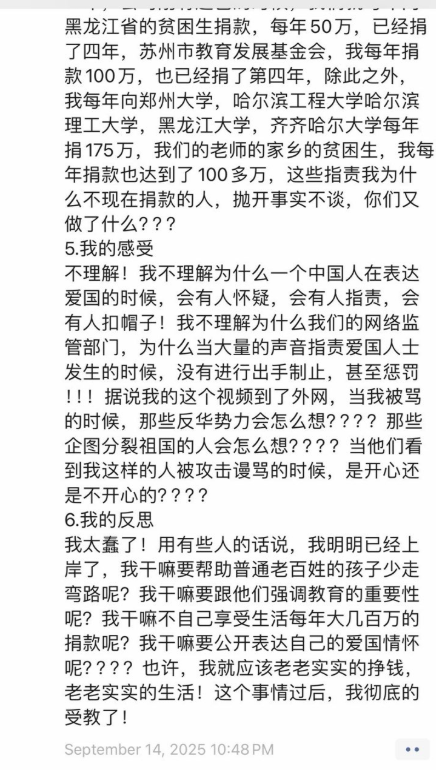 黑龙江省的贫困生捐款，每年50万，已经捐
了四年，苏州市教育发展基金会，我每年捐
款100万，也已经捐了第四年，除此之外，
我每年向郑州大学，哈尔滨工程大学哈尔滨
理工大学，黑龙江大学，齐齐哈尔大学每年
捐175万，我们的老师的家乡的贫困生，我每
年捐款也达到了100多万，这些指责我为什
么不现在捐款的人，抛开事实不谈，你们又
做了什么？？？
5.我的感受
不理解！我不理解为什么一个中国人在表达
爱国的时候，会有人怀疑，会有人指责，会
有人扣帽子！我不理解为什么我们的网络监
管部门，为什么当大量的声音指责爱国人士
发生的时候，没有进行出手制止，甚至惩罚
！！！据说我的这个视频到了外网，当我被骂
的时候，那些反华势力会怎么想？？？？那些
企图分裂祖国的人会怎么想？？？？当他们看
到我这样的人被攻击谩骂的时候，是开心还
是不开心的？？？？
6.我的反思
我太蠢了！用有些人的话说，我明明已经上
岸了，我干嘛要帮助普通老百姓的孩子少走
弯路呢？我干嘛要跟他们强调教育的重要性
呢？我干嘛不自己享受生活每年大几百万的
捐款呢？我干嘛要公开表达自己的爱国情怀
呢？？？？也许，我就应该老老实实的挣钱，
老老实实的生活！这个事情过后，我彻底的
受教了！
September 14, 2025 10:48 PM